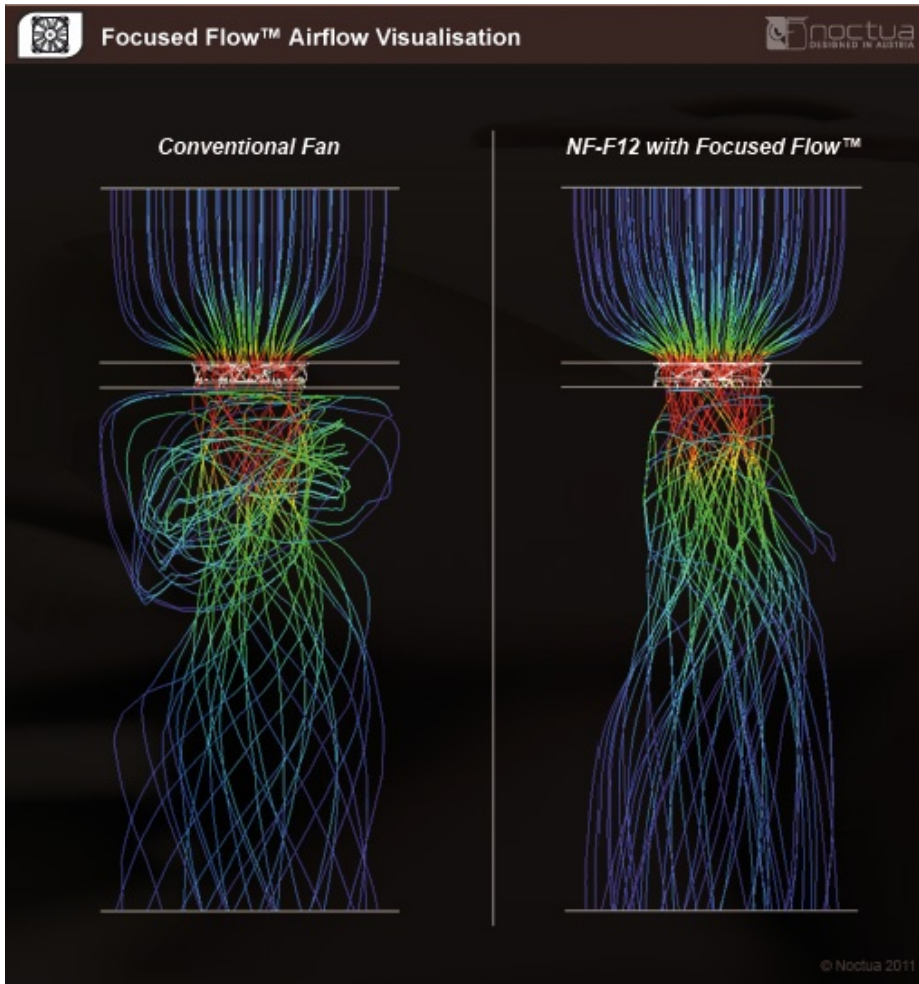 Focused Flow™ Airflow Visualisation
noctua
DESIGNED IN AUSTRIA
Conventional Fan
NF-F12 with Focused Flow™
© Noctua 2011